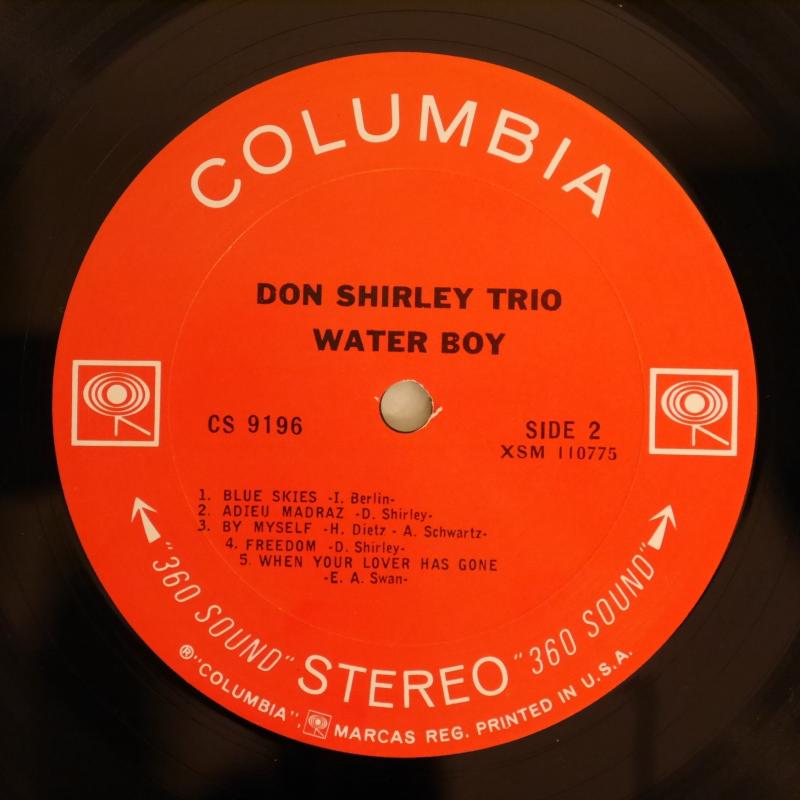 COLUMBIA
DON SHIRLEY TRIO
WATER BOY
CS 9196
SIDE 2
XSM 110775
1. BLUE SKIES -I. Berlin-
2. ADIEU MADRAZ -D. Shirley-
3. BY MYSELF -H. Dietz - A. Schwartz-
4. FREEDOM -D. Shirley-
5. WHEN YOUR LOVER HAS GONE
-E. A. Swan-
"360 SOUND" STEREO "360 SOUND"
®"COLUMBIA", MARCAS REG. PRINTED IN U.S.A.